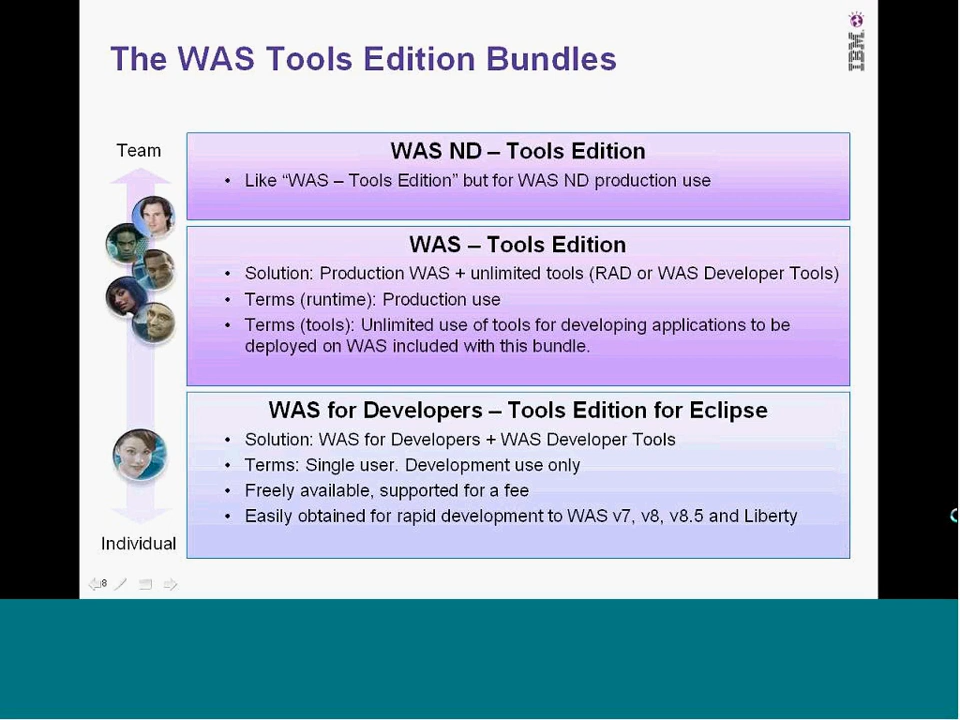 The WAS Tools Edition Bundles
IBM
Team
WAS ND – Tools Edition
• Like “WAS – Tools Edition” but for WAS ND production use
WAS – Tools Edition
• Solution: Production WAS + unlimited tools (RAD or WAS Developer Tools)
• Terms (runtime): Production use
• Terms (tools): Unlimited use of tools for developing applications to be
deployed on WAS included with this bundle.
WAS for Developers – Tools Edition for Eclipse
• Solution: WAS for Developers + WAS Developer Tools
• Terms: Single user. Development use only
• Freely available, supported for a fee
• Easily obtained for rapid development to WAS v7, v8, v8.5 and Liberty
Individual
8